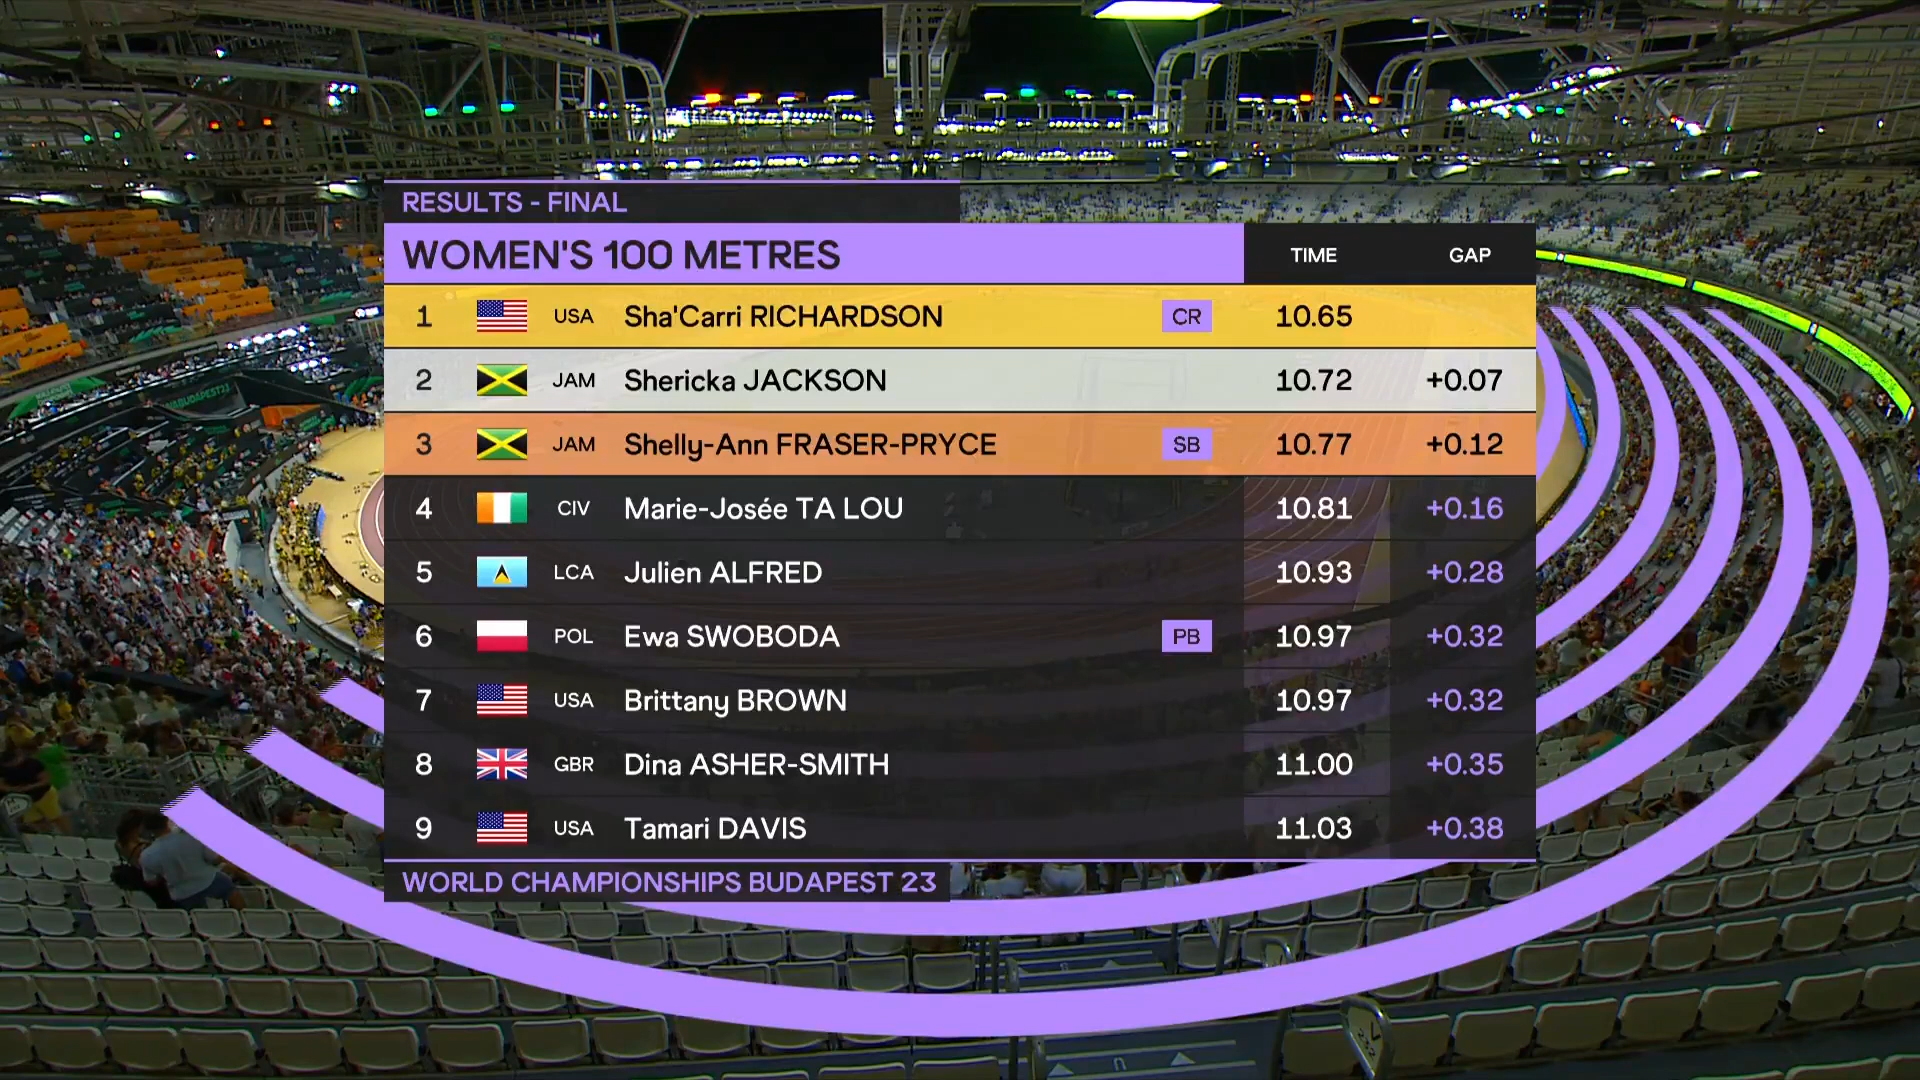 RESULTS - FINAL
WOMEN'S 100 METRES TIME GAP
1 USA Sha'Carri RICHARDSON CR 10.65
2 JAM Shericka JACKSON 10.72 +0.07
3 JAM Shelly-Ann FRASER-PRYCE SB 10.77 +0.12
4 CIV Marie-Josée TA LOU 10.81 +0.16
5 LCA Julien ALFRED 10.93 +0.28
6 POL Ewa SWOBODA PB 10.97 +0.32
7 USA Brittany BROWN 10.97 +0.32
8 GBR Dina ASHER-SMITH 11.00 +0.35
9 USA Tamari DAVIS 11.03 +0.38
WORLD CHAMPIONSHIPS BUDAPEST 23